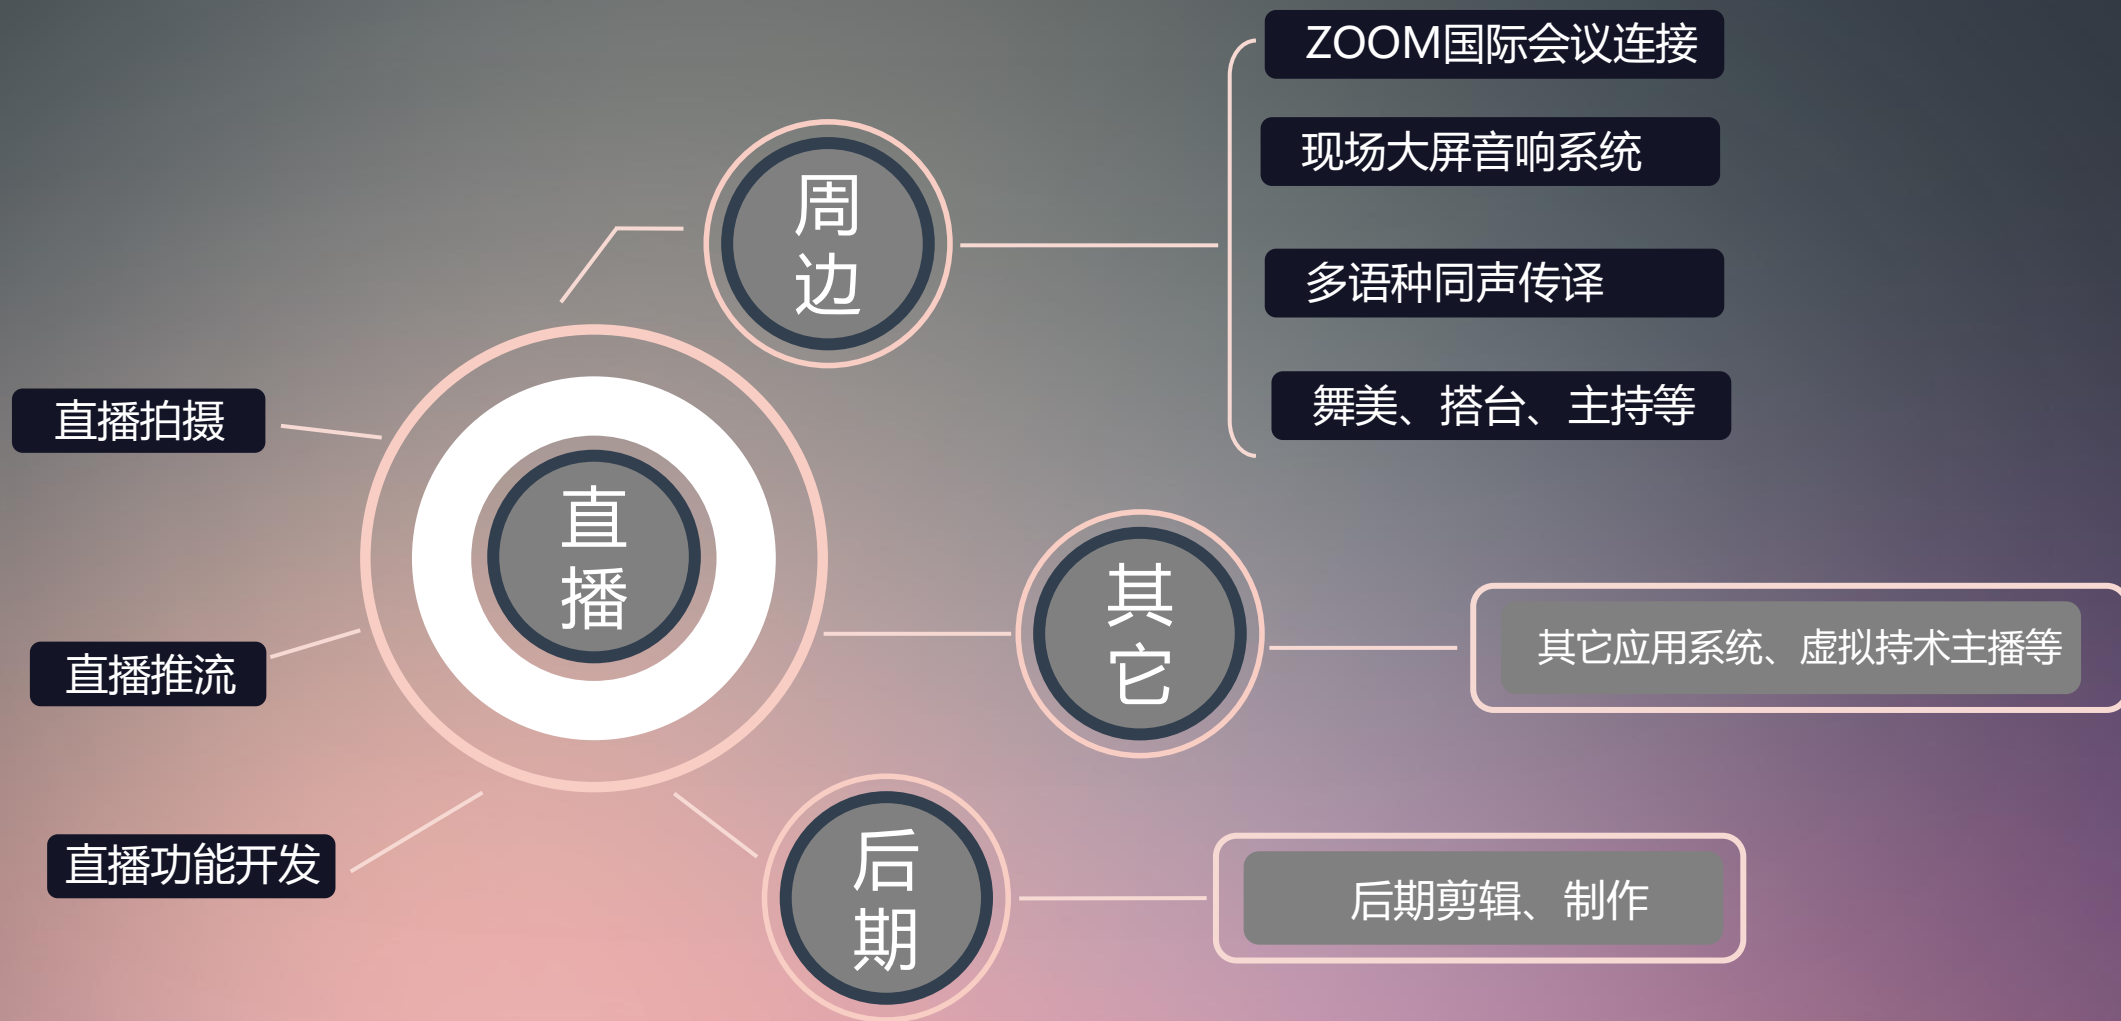 ZOOM国际会议连接
现场大屏音响系统
多语种同声传译
舞美、搭台、主持等
周
边
直播拍摄
直播推流
直播功能开发
直
播
其
它
其它应用系统、虚拟持术主播等
后
期
后期剪辑、制作